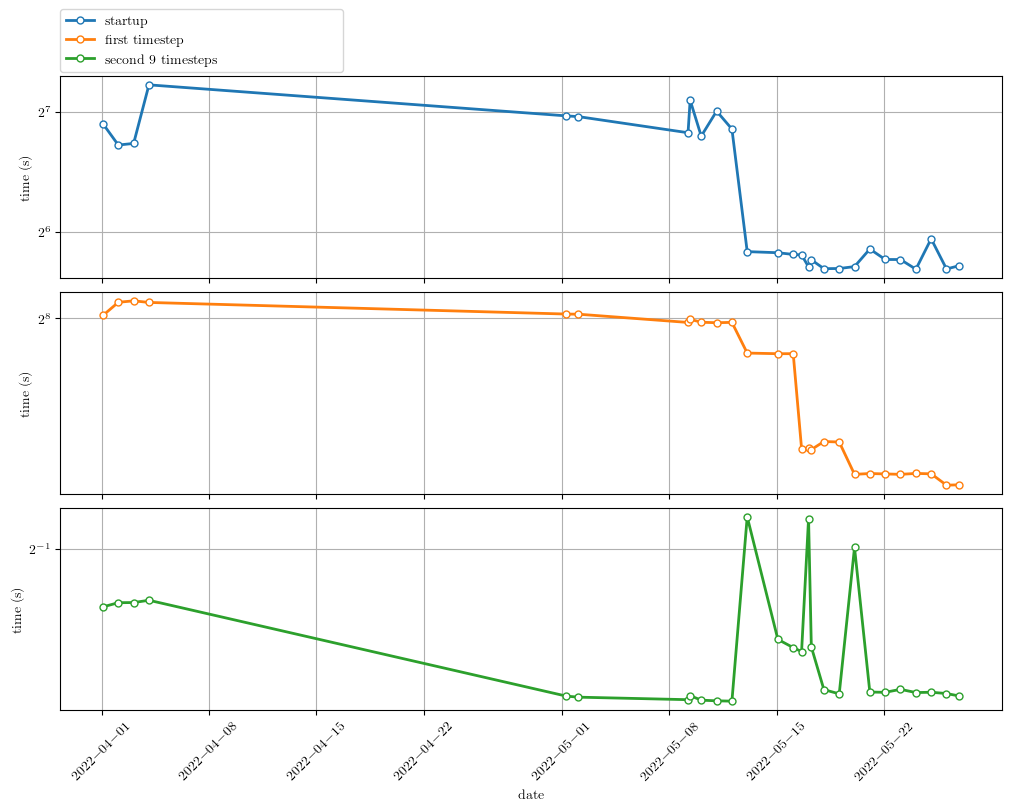 startup
first timestep
second 9 timesteps
2^7
time (s)
2^6
2^8
time (s)
2^−1
time (s)
2022−04−01
2022−04−08
2022−04−15
2022−04−22
2022−05−01
2022−05−08
2022−05−15
2022−05−22
date